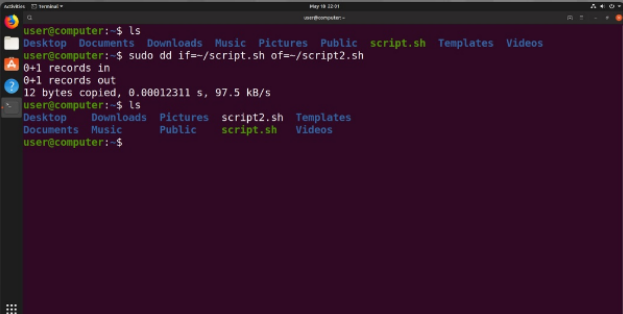 Activities Terminal May 18 22:01
user@computer: ~
user@computer:~$ ls
Desktop Documents Downloads Music Pictures Public script.sh Templates Videos
user@computer:~$ sudo dd if=~/script.sh of=~/script2.sh
0+1 records in
0+1 records out
12 bytes copied, 0.00012311 s, 97.5 kB/s
user@computer:~$ ls
Desktop Downloads Pictures script2.sh Templates
Documents Music Public script.sh Videos
user@computer:~$